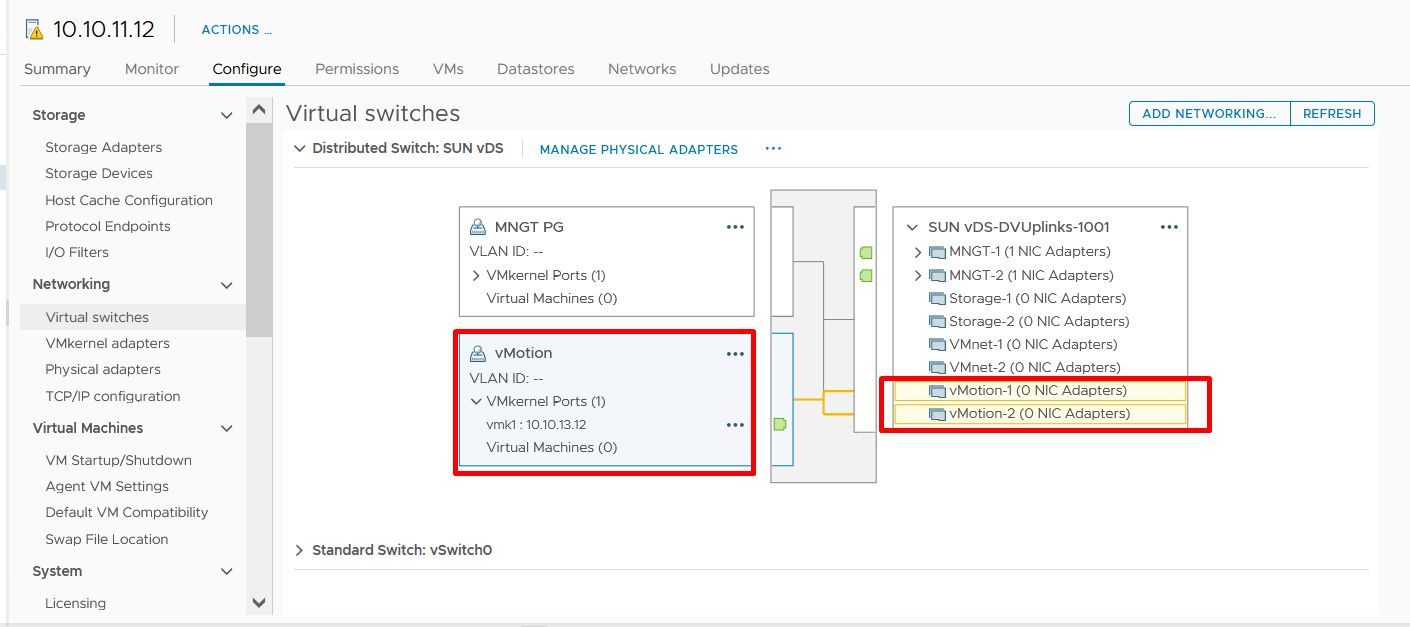 10.10.11.12
ACTIONS ...
Summary Monitor Configure Permissions VMs Datastores Networks Updates
Storage
Storage Adapters
Storage Devices
Host Cache Configuration
Protocol Endpoints
I/O Filters
Networking
Virtual switches
VMkernel adapters
Physical adapters
TCP/IP configuration
Virtual Machines
VM Startup/Shutdown
Agent VM Settings
Default VM Compatibility
Swap File Location
System
Licensing
Virtual switches
ADD NETWORKING... REFRESH
Distributed Switch: SUN vDS MANAGE PHYSICAL ADAPTERS ...
MNGT PG ...
VLAN ID: --
VMkernel Ports (1)
Virtual Machines (0)
vMotion ...
VLAN ID: --
VMkernel Ports (1)
vmk1 : 10.10.13.12 ...
Virtual Machines (0)
SUN vDS-DVUplinks-1001 ...
MNGT-1 (1 NIC Adapters)
MNGT-2 (1 NIC Adapters)
Storage-1 (0 NIC Adapters)
Storage-2 (0 NIC Adapters)
VMnet-1 (0 NIC Adapters)
VMnet-2 (0 NIC Adapters)
vMotion-1 (0 NIC Adapters)
vMotion-2 (0 NIC Adapters)
Standard Switch: vSwitch0